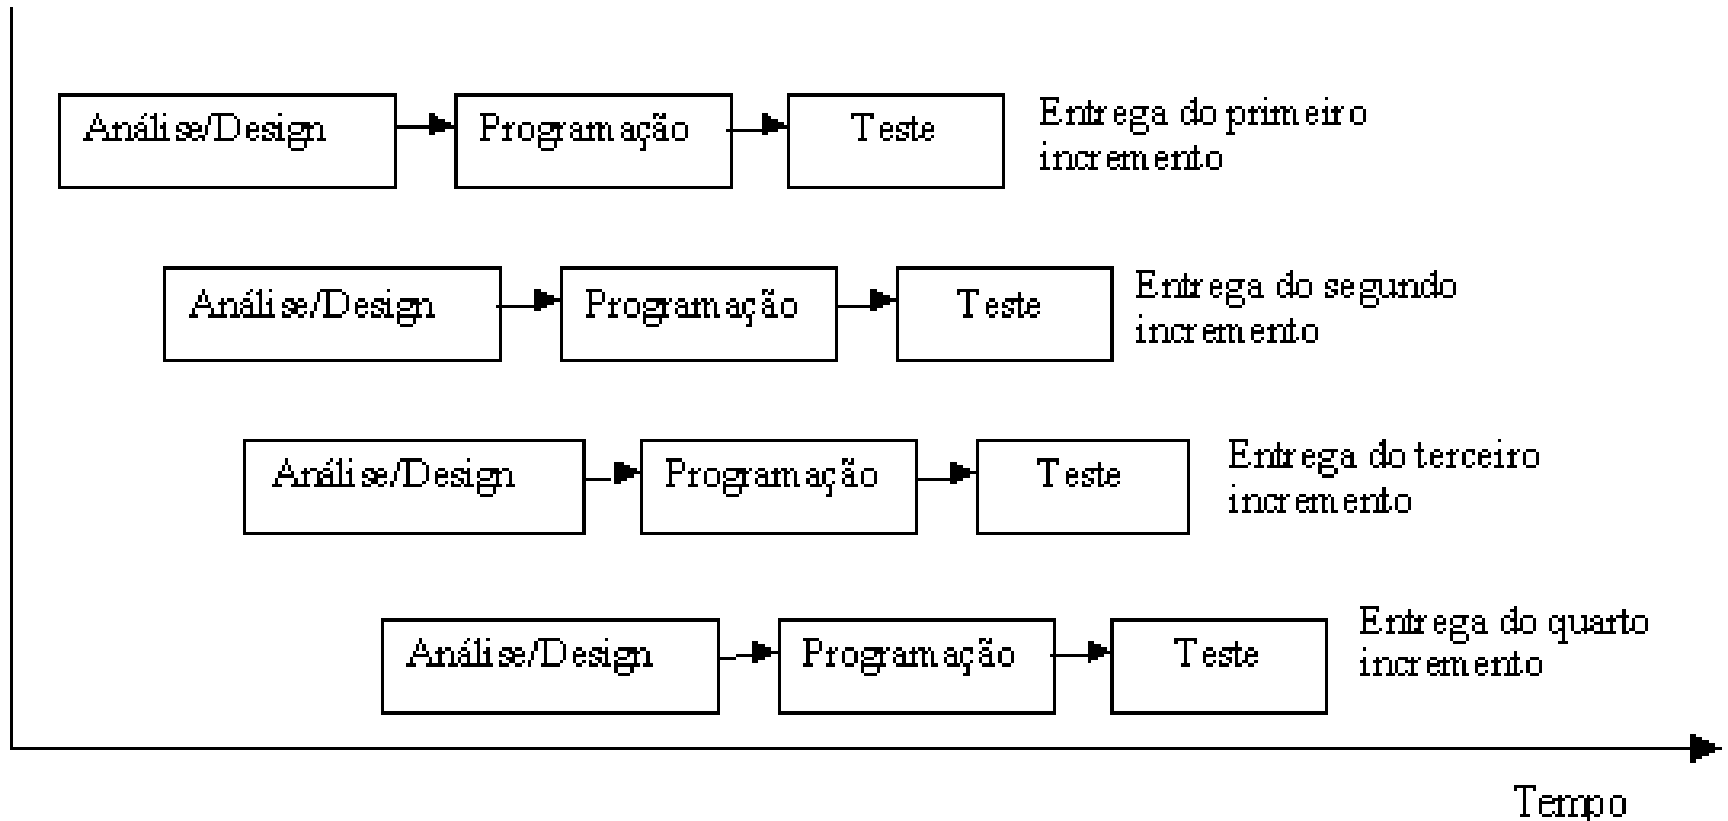 Análise/Design
Programação
Teste
Entrega do primeiro
incremento
Análise/Design
Programação
Teste
Entrega do segundo
incremento
Análise/Design
Programação
Teste
Entrega do terceiro
incremento
Análise/Design
Programação
Teste
Entrega do quarto
incremento
Tempo